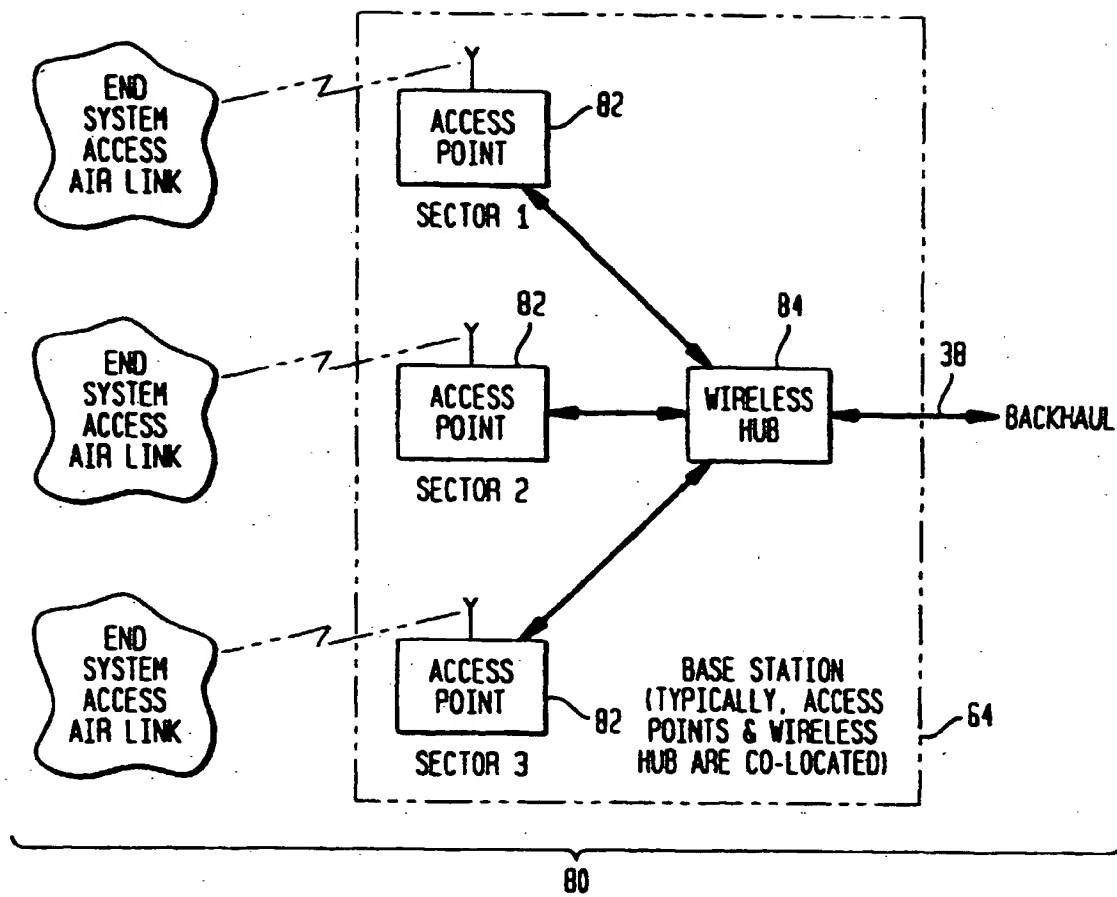 END
SYSTEM
ACCESS
AIR LINK
ACCESS
POINT
82
SECTOR 1
END
SYSTEM
ACCESS
AIR LINK
82
ACCESS
POINT
SECTOR 2
84
WIRELESS
HUB
38
BACKHAUL
END
SYSTEM
ACCESS
AIR LINK
ACCESS
POINT
82
SECTOR 3
BASE STATION
(TYPICALLY, ACCESS
POINTS & WIRELESS
HUB ARE CO-LOCATED)
64
80